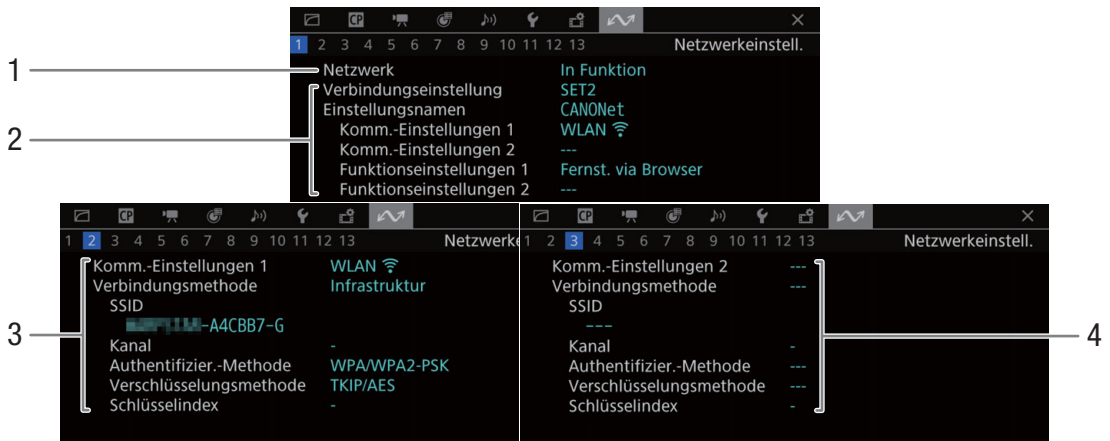 CP
1 2 3 4 5 6 7 8 9 10 11 12 13 Netzwerkeinstell.
1
Netzwerk In Funktion
2
Verbindungseinstellung SET2
Einstellungsnamen CANONet
Komm.-Einstellungen 1 WLAN
Komm.-Einstellungen 2 ---
Funktionseinstellungen 1 Fernst. via Browser
Funktionseinstellungen 2 ---
CP
1 2 3 4 5 6 7 8 9 10 11 12 13 Netzwerke
3
Komm.-Einstellungen 1 WLAN
Verbindungsmethode Infrastruktur
SSID
-A4CBB7-G
Kanal -
Authentifizier.-Methode WPA/WPA2-PSK
Verschlüsselungsmethode TKIP/AES
Schlüsselindex -
CP
1 2 3 4 5 6 7 8 9 10 11 12 13 Netzwerkeinstell.
Komm.-Einstellungen 2 ---
Verbindungsmethode ---
SSID
---
4
Kanal -
Authentifizier.-Methode ---
Verschlüsselungsmethode ---
Schlüsselindex -